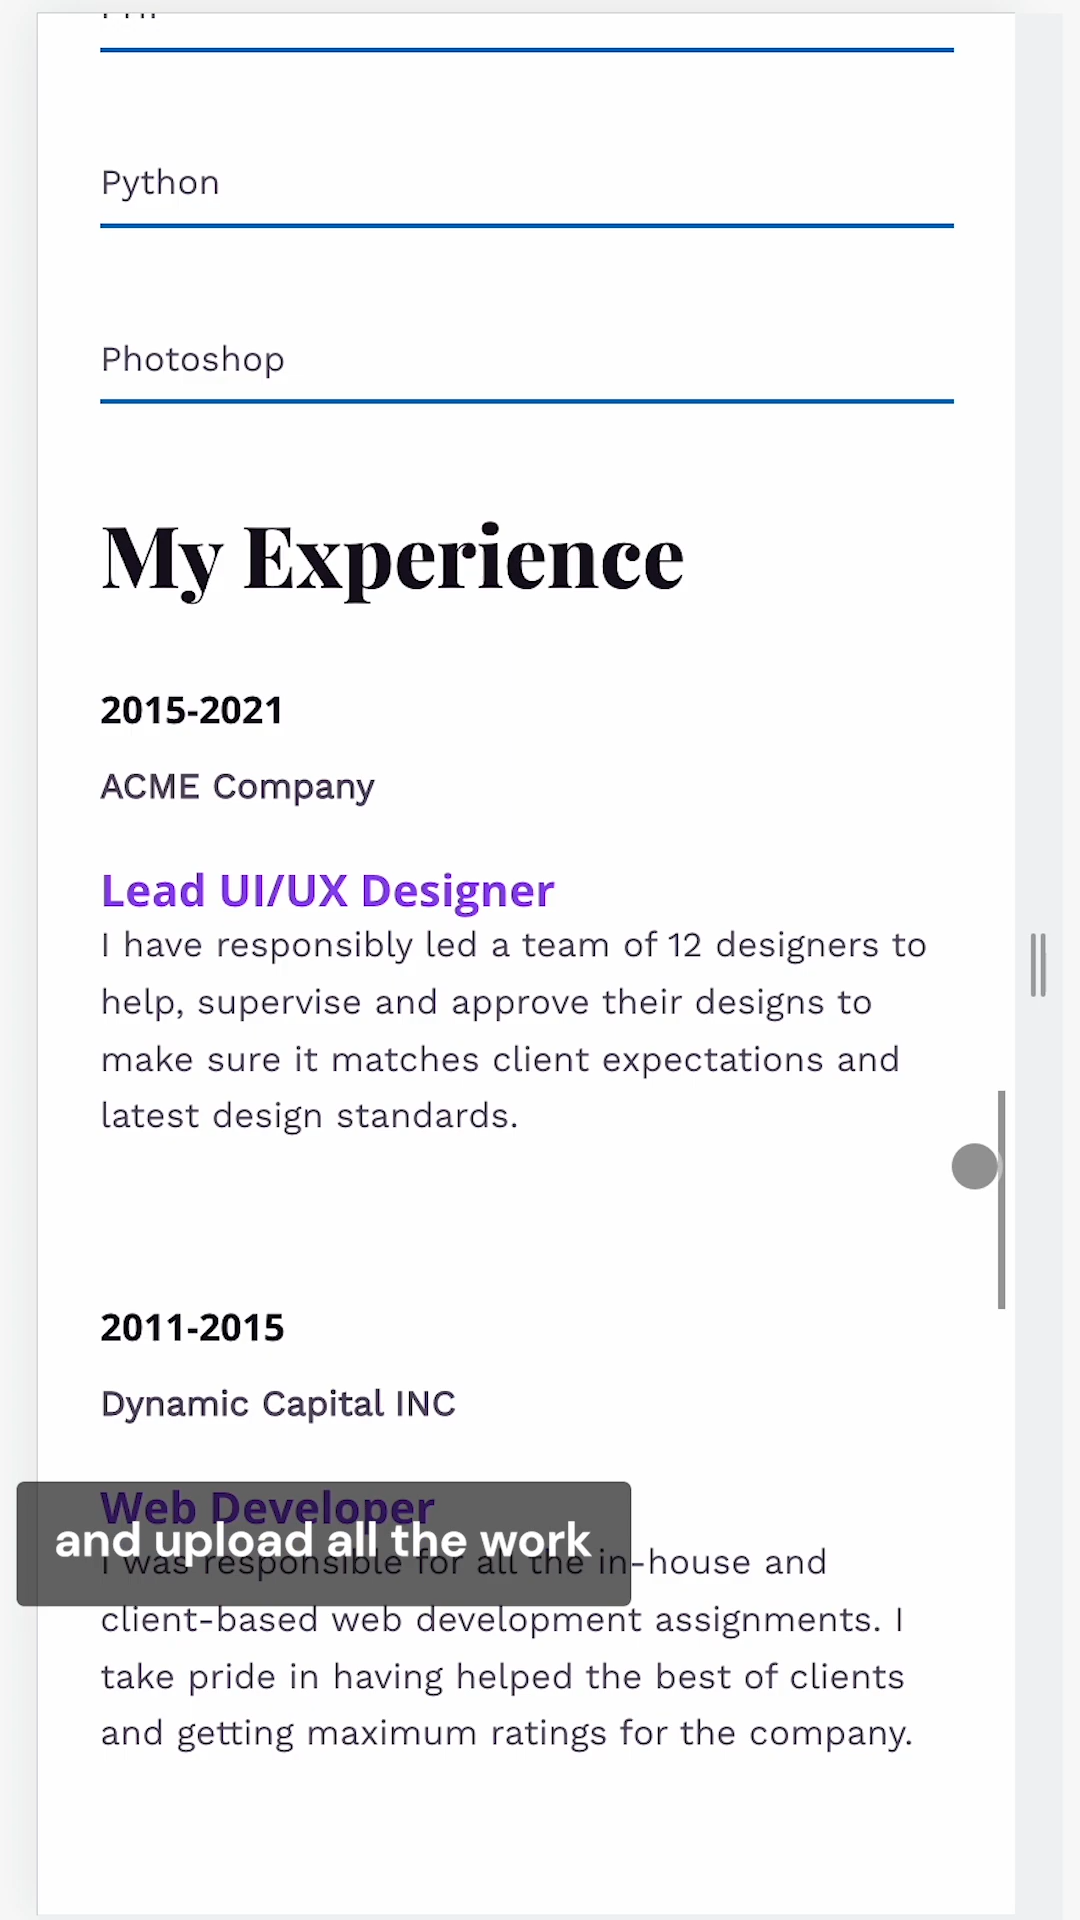 Python
Photoshop
My Experience
2015-2021
ACME Company
Lead UI/UX Designer
I have responsibly led a team of 12 designers to
help, supervise and approve their designs to
make sure it matches client expectations and
latest design standards.
2011-2015
Dynamic Capital INC
Web Developer
and upload all the work
I was responsible for all the in-house and
client-based web development assignments. I
take pride in having helped the best of clients
and getting maximum ratings for the company.